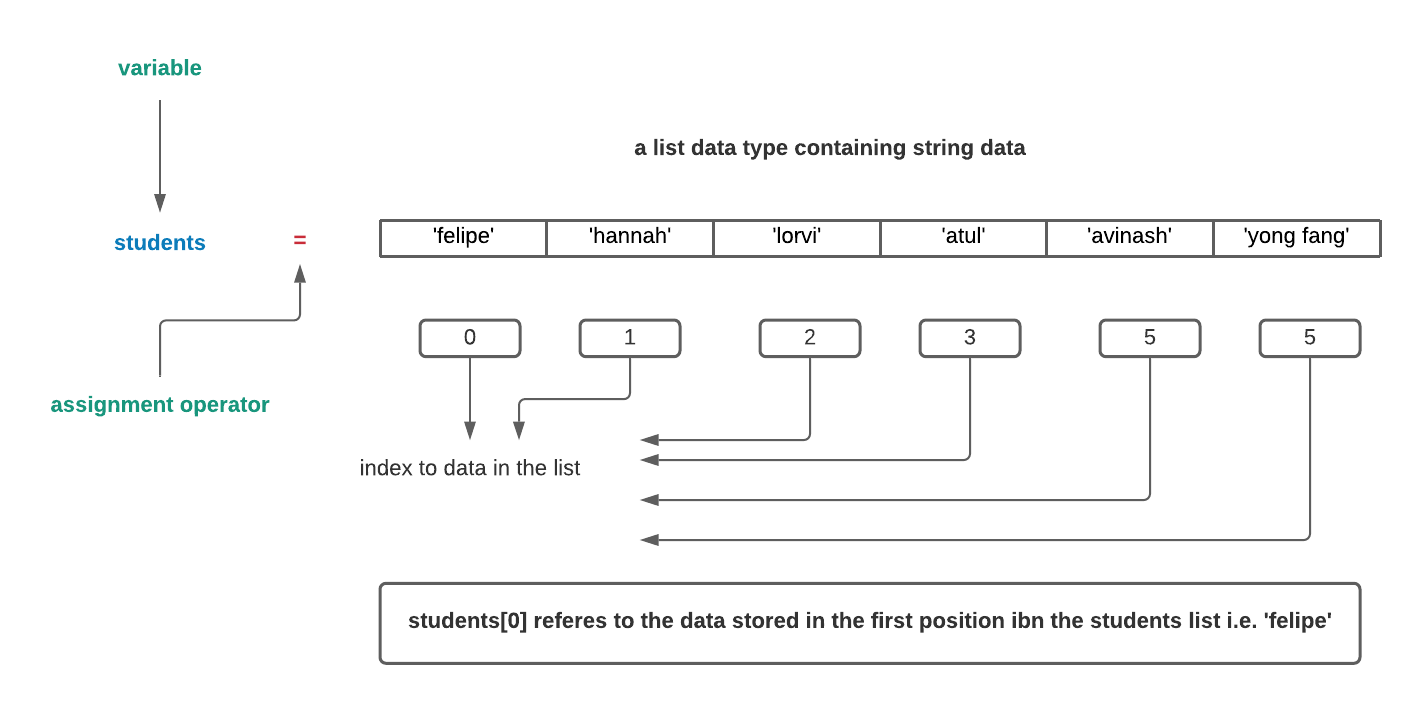 variable
a list data type containing string data
students = 'felipe' 'hannah' 'lorvi' 'atul' 'avinash' 'yong fang'
0 1 2 3 5 5
assignment operator
index to data in the list
students[0] referes to the data stored in the first position ibn the students list i.e. 'felipe'